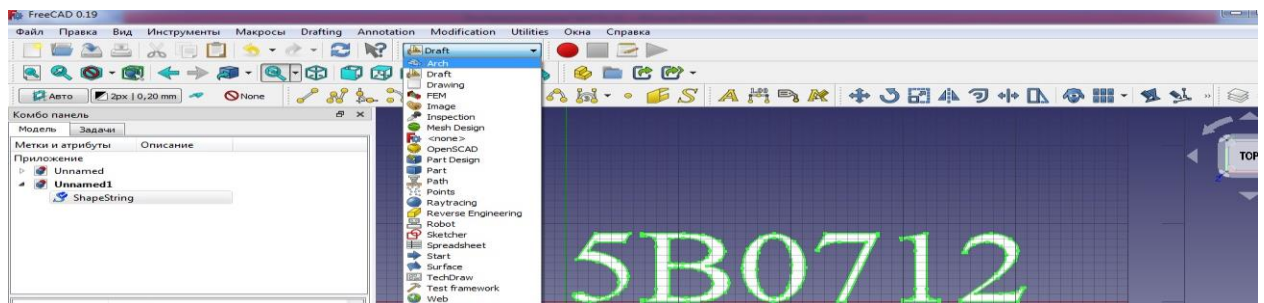 FreeCAD 0.19
Файл Правка Вид Инструменты Макросы Drafting Annotation Modification Utilities Окна Справка
Draft
Авто 2px | 0,20 mm None
Комбо панель
Модель Задачи
Метки и атрибуты Описание
Приложение
Unnamed
Unnamed1
ShapeString
Arch
Draft
Drawing
FEM
Image
Inspection
Mesh Design
<none>
OpenSCAD
Part Design
Part
Path
Points
Raytracing
Reverse Engineering
Robot
Sketcher
Spreadsheet
Start
Surface
TechDraw
Test framework
Web
5B0712
TOP